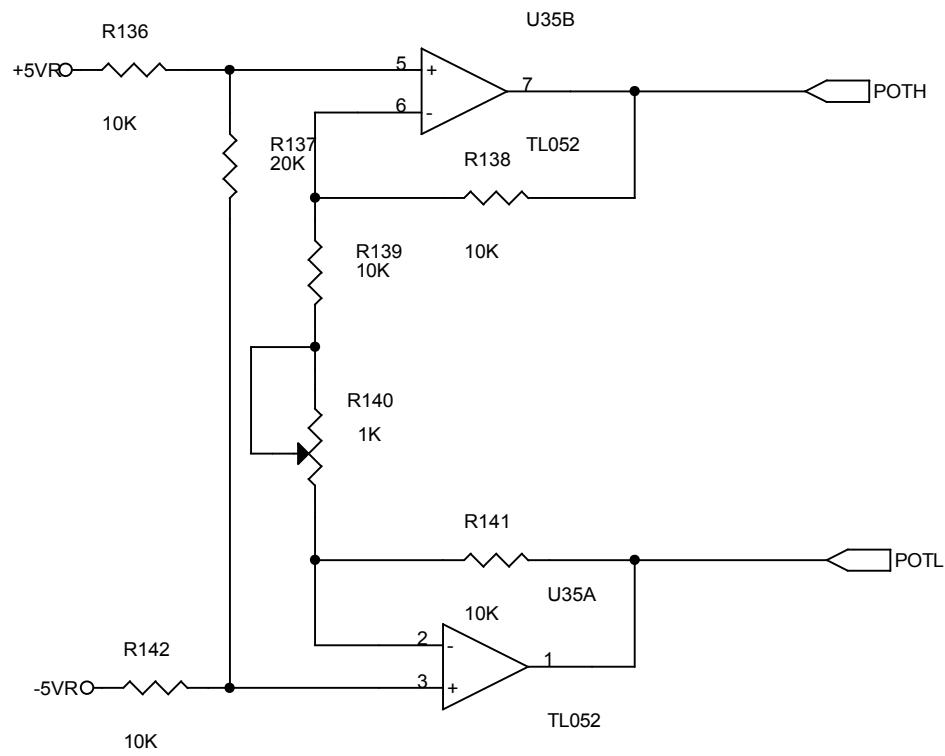 U35B
R136
+5VR
5
+
7
POTH
6
-
10K
R137
20K
TL052
R138
R139
10K
10K
R140
1K
R141
POTL
U35A
10K
2
-
R142
1
-5VR
3
+
TL052
10K